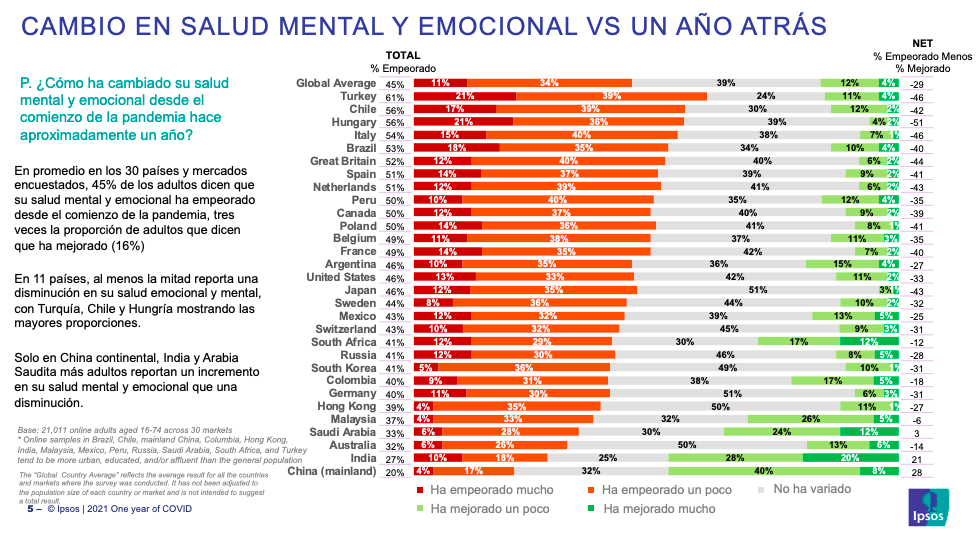 CAMBIO EN SALUD MENTAL Y EMOCIONAL VS UN AÑO ATRÁS
P. ¿Cómo ha cambiado su salud
mental y emocional desde el
comienzo de la pandemia hace
aproximadamente un año?
En promedio en los 30 países y mercados
encuestados, 45% de los adultos dicen que
su salud mental y emocional ha empeorado
desde el comienzo de la pandemia, tres
veces la proporción de adultos que dicen
que ha mejorado (16%)
En 11 países, al menos la mitad reporta una
disminución en su salud emocional y mental,
con Turquía, Chile y Hungría mostrando las
mayores proporciones.
Solo en China continental, India y Arabia
Saudita más adultos reportan un incremento
en su salud mental y emocional que una
disminución.
Base: 21,011 online adults aged 16-74 across 30 markets
* Online samples in Brazil, Chile, mainland China, Columbia, Hong Kong,
India, Malaysia, Mexico, Peru, Russia, Saudi Arabia, South Africa, and Turkey
tend to be more urban, educated, and/or affluent than the general population
The "Global Country Average" reflects the average result for all the countries
and markets where the survey was conducted. It has not been adjusted to
the population size of each country or market and is not intended to suggest
a total result.
5 – © Ipsos | 2021 One year of COVID
TOTAL
% Empeorado
NET
% Empeorado Menos
% Mejorado
Global Average 45% 11% 34% 39% 12% 4% -29
Turkey 61% 21% 39% 24% 11% 4% -46
Chile 56% 17% 39% 30% 12% 2% -42
Hungary 56% 21% 36% 39% 4% 2% -51
Italy 54% 15% 40% 38% 7% 1% -46
Brazil 53% 18% 35% 34% 10% 4% -40
Great Britain 52% 12% 40% 40% 6% 2% -44
Spain 51% 14% 37% 39% 9% 2% -41
Netherlands 51% 12% 39% 41% 6% 2% -43
Peru 50% 10% 40% 35% 12% 4% -35
Canada 50% 12% 37% 40% 9% 2% -39
Poland 50% 14% 36% 41% 8% 1% -41
Belgium 49% 11% 38% 37% 11% 3% -35
France 49% 14% 35% 42% 7% 2% -40
Argentina 46% 10% 35% 36% 15% 4% -27
United States 46% 13% 33% 42% 11% 2% -33
Japan 46% 12% 35% 51% 3% 1% -43
Sweden 44% 8% 36% 44% 10% 2% -32
Mexico 43% 12% 32% 39% 13% 5% -25
Switzerland 43% 10% 32% 45% 9% 3% -31
South Africa 41% 12% 29% 30% 17% 12% -12
Russia 41% 12% 30% 46% 8% 5% -28
South Korea 41% 5% 36% 49% 10% 1% -31
Colombia 40% 9% 31% 38% 17% 5% -18
Germany 40% 11% 30% 51% 6% 3% -31
Hong Kong 39% 4% 35% 50% 11% 1% -27
Malaysia 37% 4% 33% 32% 26% 5% -6
Saudi Arabia 33% 6% 28% 30% 24% 12% 3
Australia 32% 6% 26% 50% 13% 6% -14
India 27% 10% 18% 25% 28% 20% 21
China (mainland) 20% 4% 17% 32% 40% 8% 28
Ha empeorado mucho Ha empeorado un poco No ha variado
Ha mejorado un poco Ha mejorado mucho
Ipsos